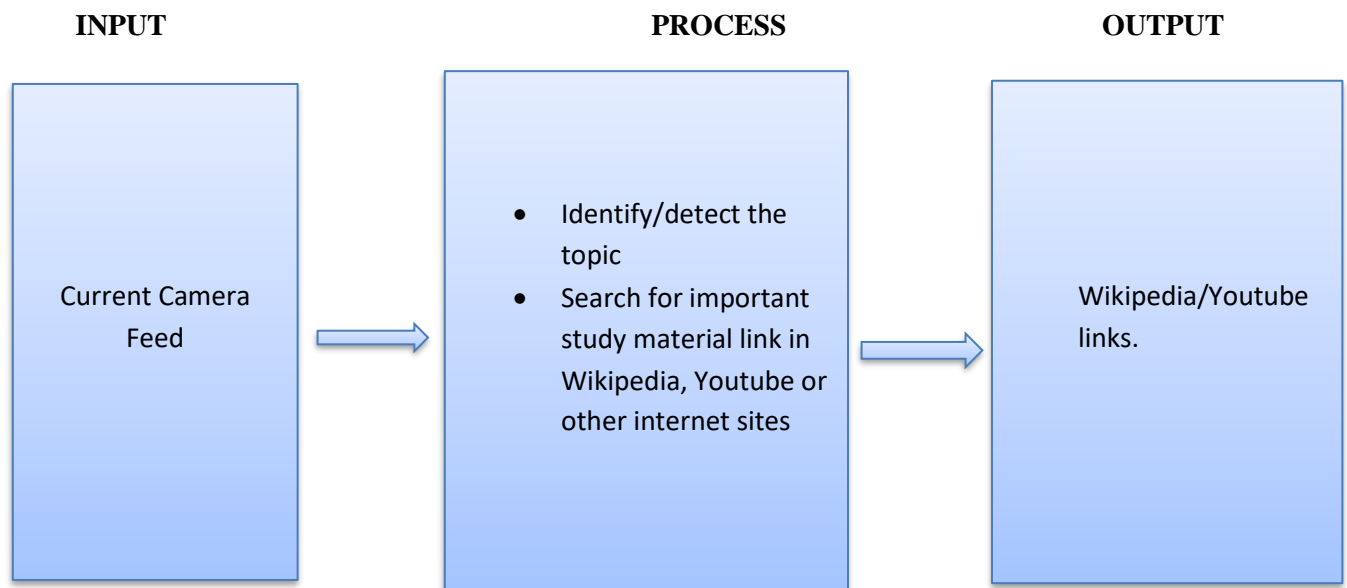 INPUT
PROCESS
OUTPUT
Current Camera
Feed
• Identify/detect the
topic
• Search for important
study material link in
Wikipedia, Youtube or
other internet sites
Wikipedia/Youtube
links.